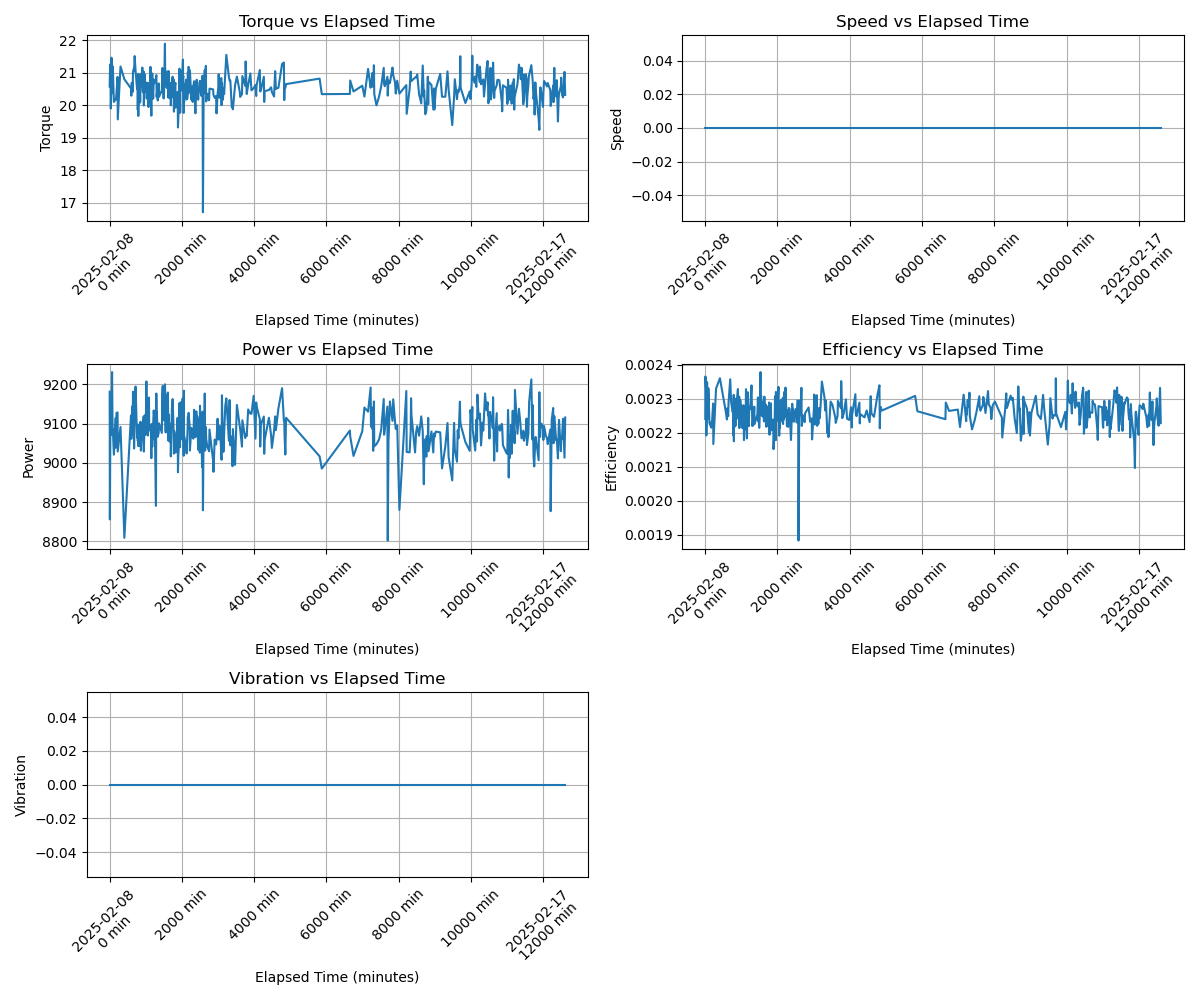 Torque vs Elapsed Time
22
21
20
19
18
17
Torque
2025-02-08
0 min
2000 min
4000 min
6000 min
8000 min
10000 min
2025-02-17
12000 min
Elapsed Time (minutes)
Speed vs Elapsed Time
0.04
0.02
0.00
−0.02
−0.04
Speed
2025-02-08
0 min
2000 min
4000 min
6000 min
8000 min
10000 min
2025-02-17
12000 min
Elapsed Time (minutes)
Power vs Elapsed Time
9200
9100
9000
8900
8800
Power
2025-02-08
0 min
2000 min
4000 min
6000 min
8000 min
10000 min
2025-02-17
12000 min
Elapsed Time (minutes)
Efficiency vs Elapsed Time
0.0024
0.0023
0.0022
0.0021
0.0020
0.0019
Efficiency
2025-02-08
0 min
2000 min
4000 min
6000 min
8000 min
10000 min
2025-02-17
12000 min
Elapsed Time (minutes)
Vibration vs Elapsed Time
0.04
0.02
0.00
−0.02
−0.04
Vibration
2025-02-08
0 min
2000 min
4000 min
6000 min
8000 min
10000 min
2025-02-17
12000 min
Elapsed Time (minutes)